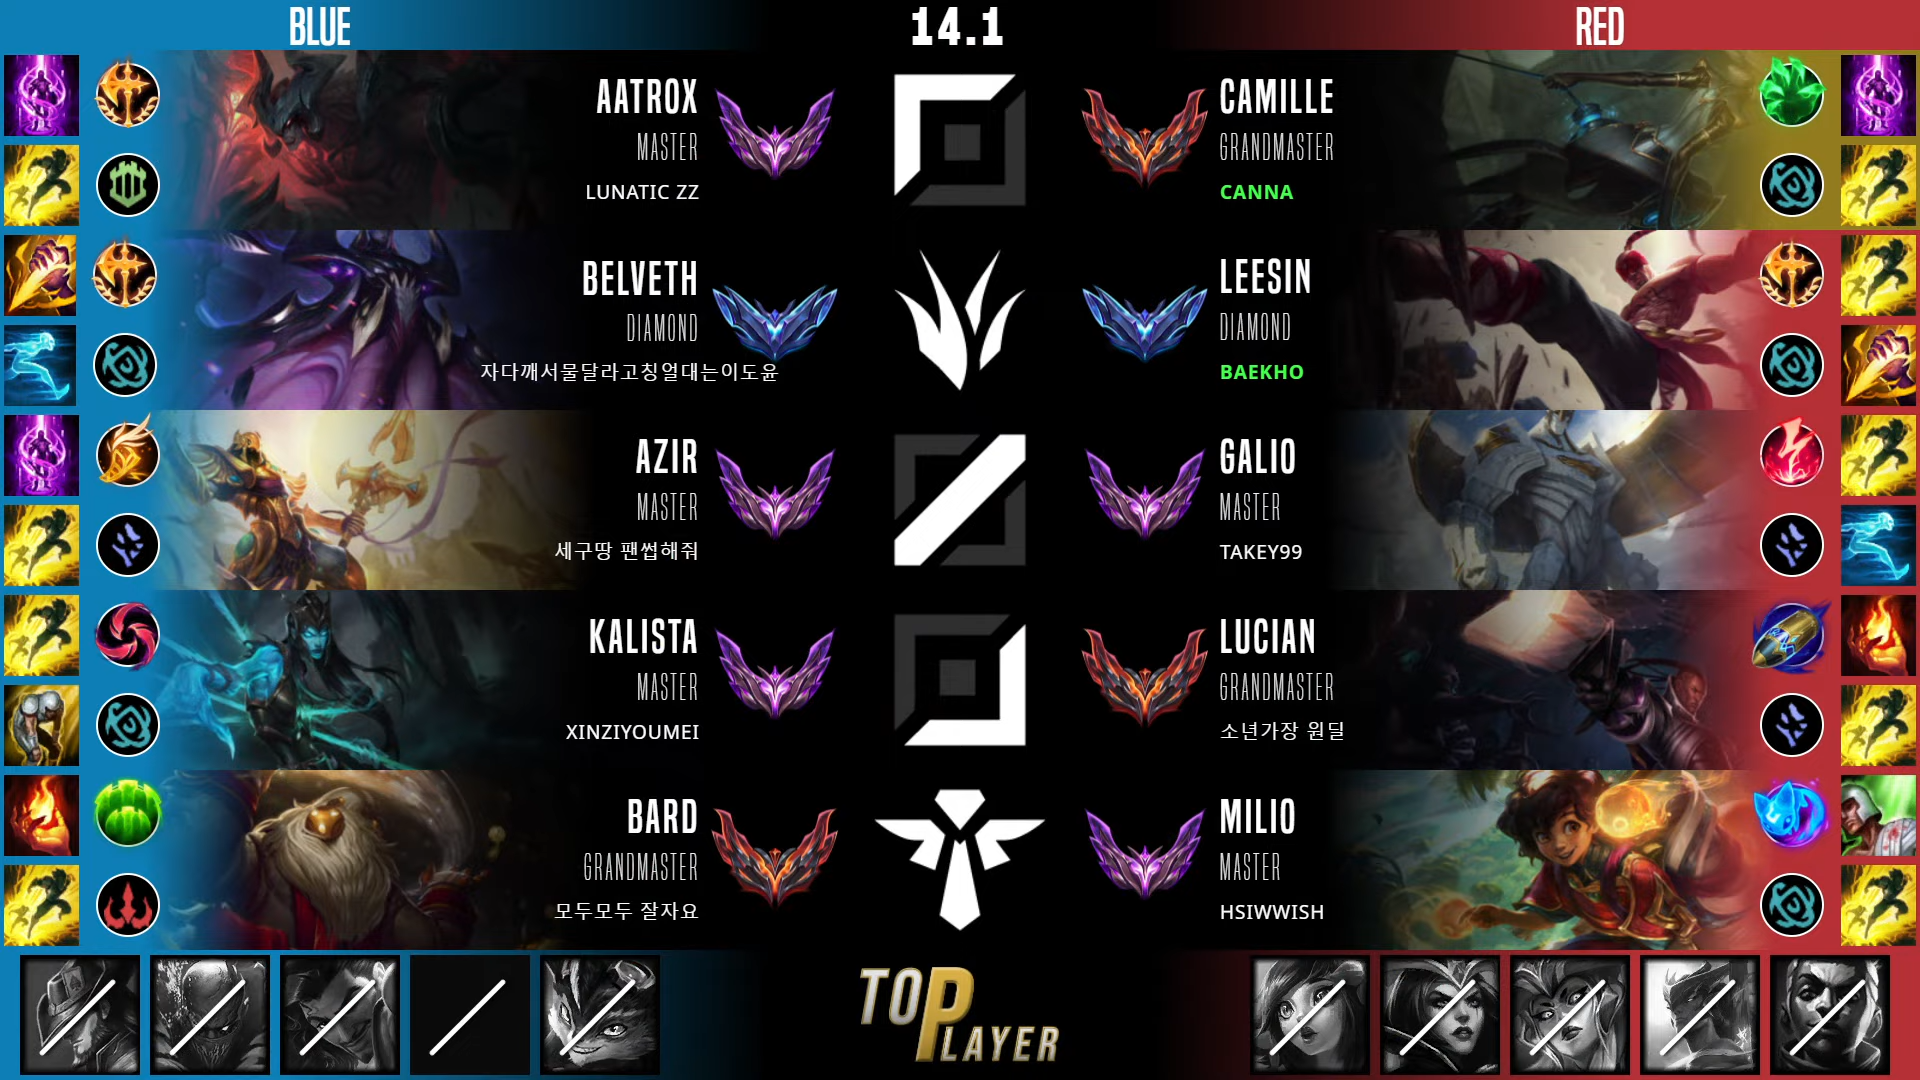 BLUE
14.1
RED
AATROX
MASTER
LUNATIC ZZ
CAMILLE
GRANDMASTER
CANNA
BELVETH
DIAMOND
자다깨서물달라고칭얼대는이도윤
LEESIN
DIAMOND
BAEKHO
AZIR
MASTER
세구땅 팬썹해줘
GALIO
MASTER
TAKEY99
KALISTA
MASTER
XINZIYOUMEI
LUCIAN
GRANDMASTER
소년가장 원딜
BARD
GRANDMASTER
모두모두 잘자요
MILIO
MASTER
HSIWWISH
TOP
PLAYER